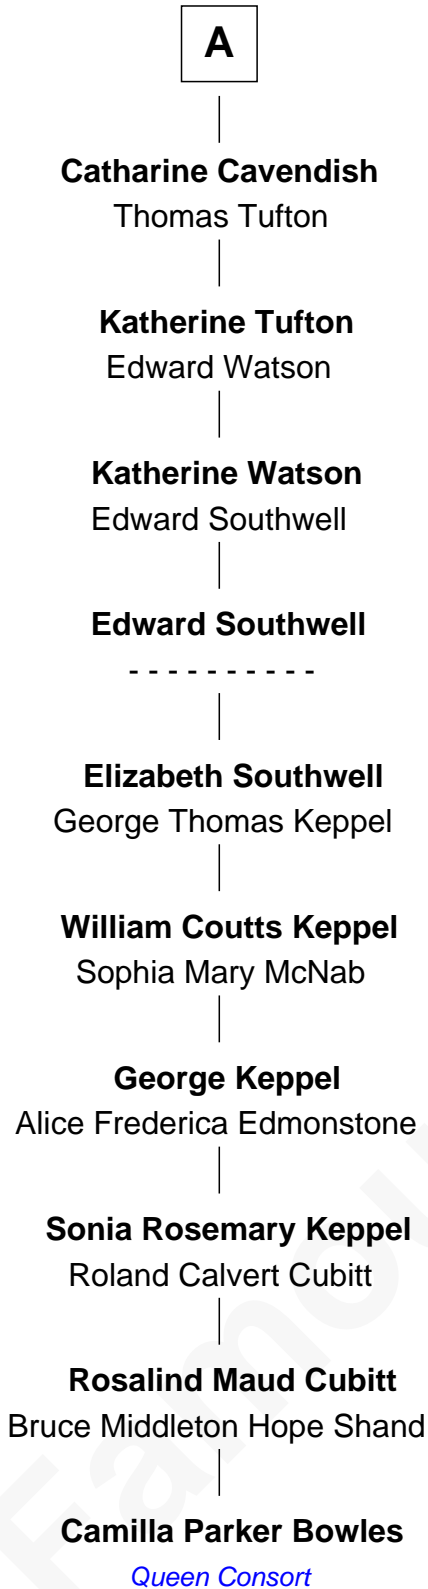 A
Catharine Cavendish
Thomas Tufton
Katherine Tufton
Edward Watson
Katherine Watson
Edward Southwell
Edward Southwell
- - - - - - - - - -
Elizabeth Southwell
George Thomas Keppel
William Coutts Keppel
Sophia Mary McNab
George Keppel
Alice Frederica Edmonstone
Sonia Rosemary Keppel
Roland Calvert Cubitt
Rosalind Maud Cubitt
Bruce Middleton Hope Shand
Camilla Parker Bowles
Queen Consort